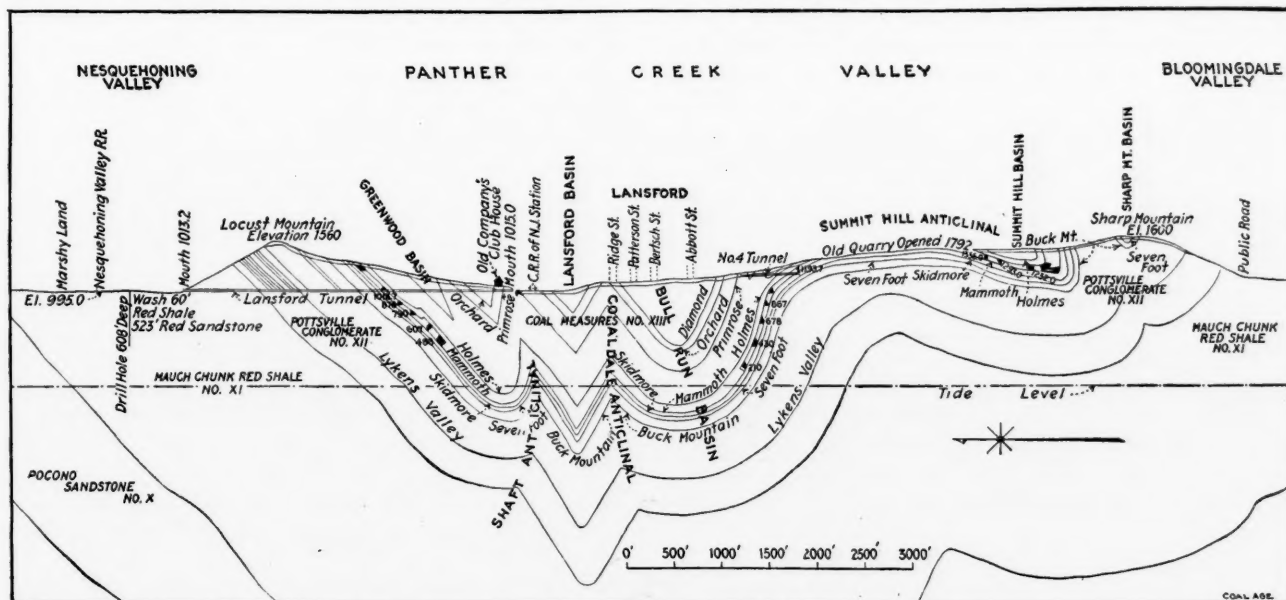 NESQUEHONING
VALLEY
PANTHER CREEK VALLEY
BLOOMINGDALE
VALLEY
Marshy Land
Nesquehoning Valley R.R.
Mouth 1013.2
Locust Mountain
Elevation 1560
GREENWOOD BASIN
Old Company's
Club House
Mouth 1015.0
C.R.R. of N.J. Station
LANSFORD BASIN
LANSFORD
Ridge St.
Patterson St.
Bertsch St.
Abbott St.
No.4 Tunnel
SUMMIT HILL ANTICLINAL
Old Quarry Opened 1792
SUMMIT HILL BASIN
Buck Mt.
SHARP MT. BASIN
Sharp Mountain
El. 1600
Public Road
El. 995.0
Drill Hole 608' Deep
Wash 60'
Red Shale
523' Red Sandstone
Lansford Tunnel
POTTSVILLE
CONGLOMERATE
NO. XII
Orchard
Primrose
COAL MEASURES NO. XIII
BULL RUN BASIN
Diamond
Orchard
Primrose
Holmes
Seven Foot
Skidmore
Mammoth
Holmes
Seven
Foot
POTTSVILLE
CONGLOMERATE
NO. XII
MAUCH CHUNK
RED SHALE
NO. XI
790
601
Holmes
Mammoth
Skidmore
Seven Foot
Buck Mountain
Lykens
Valley
MAUCH CHUNK RED SHALE
NO. XI
SHAFT ANTICLINAL
COALDALE ANTICLINAL
Skidmore
Mammoth
Buck Mountain
867
678
430
210
Seven Foot
Lykens Valley
Tide Level
POCONO
SANDSTONE
NO. X
0' 500' 1000' 1500' 2000' 2500' 3000'
COAL AGE